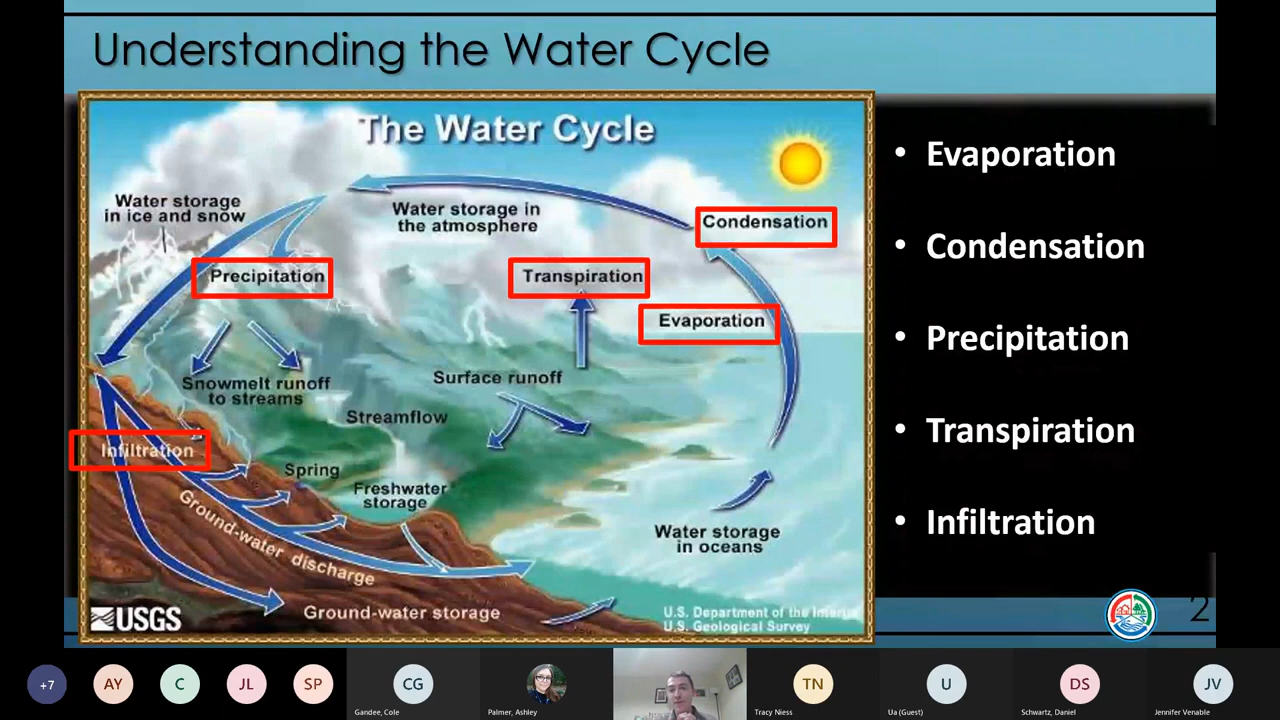 Understanding the Water Cycle
The Water Cycle
Water storage
in ice and snow
Water storage in
the atmosphere
Condensation
Precipitation
Transpiration
Evaporation
Snowmelt runoff
to streams
Surface runoff
Streamflow
Infiltration
Spring
Freshwater
storage
Ground-water discharge
Water storage
in oceans
Ground-water storage
USGS
U.S. Department of the Interior
U.S. Geological Survey
• Evaporation
• Condensation
• Precipitation
• Transpiration
• Infiltration
2
+7
AY
C
JL
SP
CG
TN
U
DS
JV
Gandee, Cole
Palmer, Ashley
Tracy Niess
Ua (Guest)
Schwartz, Daniel
Jennifer Venable